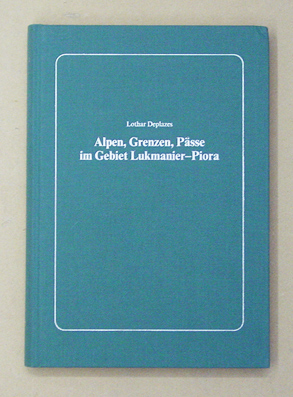 Lothar Deplazes
Alpen, Grenzen, Pässe
im Gebiet Lukmanier–Piora